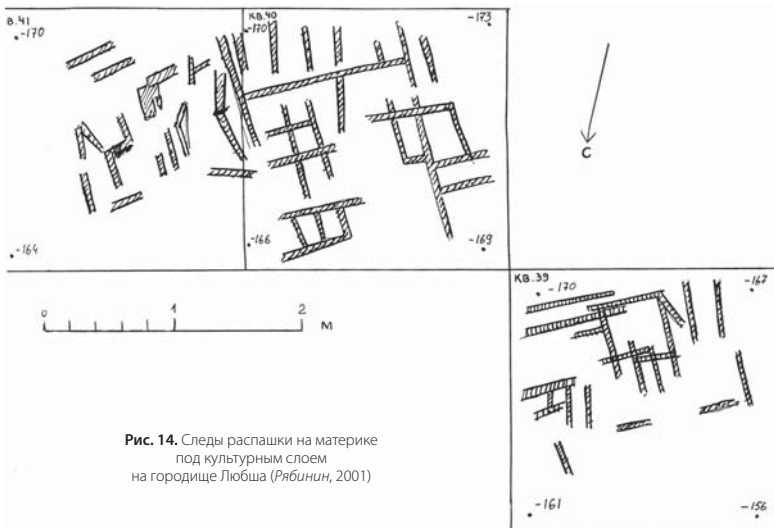 в.41
-170
кв.40
-170
-173
С
-164
-166
-169
кв.39
-170
-167
0 1 2 м
Рис. 14. Следы распашки на материке
под культурным слоем
на городище Любша (Рябинин, 2001)
-161
-156